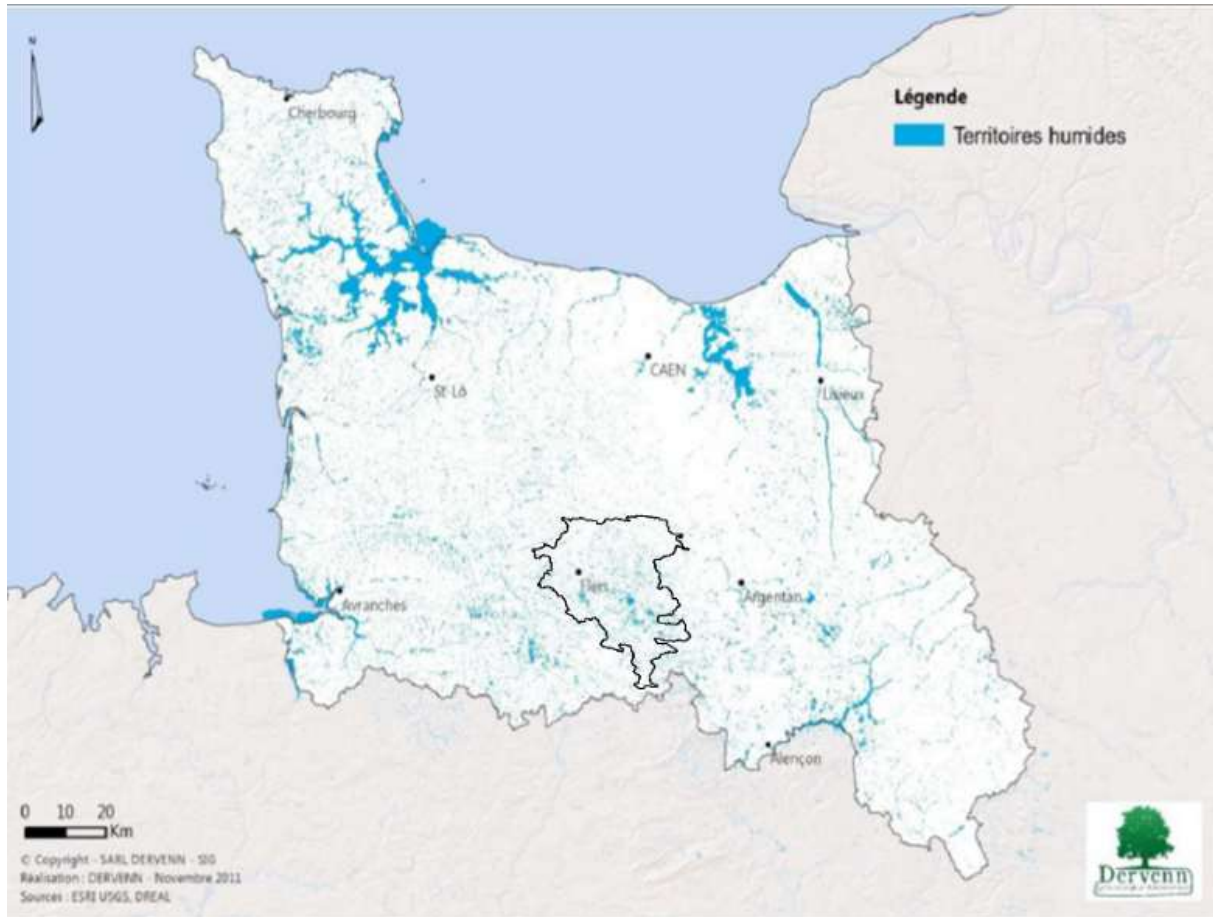 N
Cherbourg
Légende
Territoires humides
CAEN
St Lô
Lisieux
Flers
Argentan
Avranches
Alençon
0 10 20
Km
© Copyright - SARL DERVENN - SIG
Réalisation : DERVENN - Novembre 2011
Sources : ESRI USGS, DREAL
Dervenn